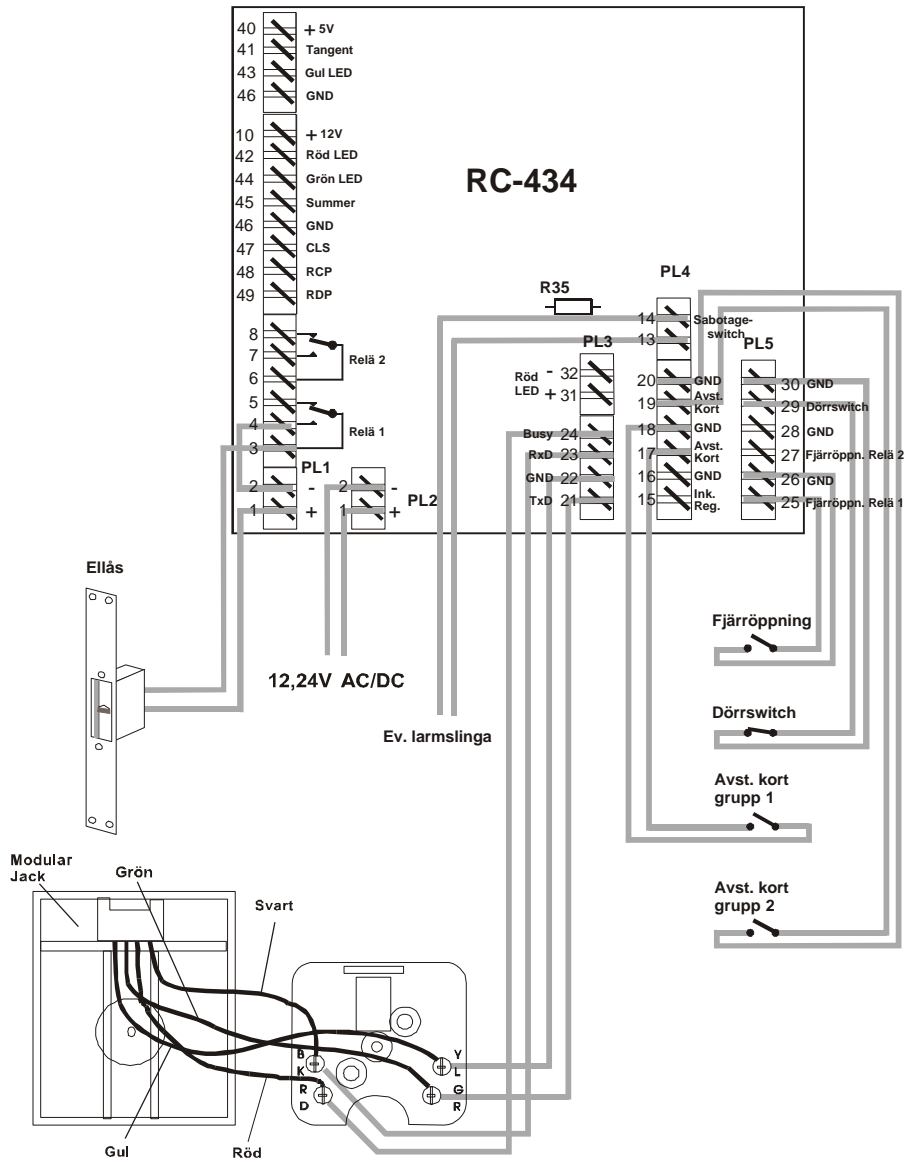 40 + 5V
41 Tangent
43 Gul LED
46 GND
10 + 12V
42 Röd LED
44 Grön LED
45 Summer
46 GND
47 CLS
48 RCP
49 RDP
8
7 Relä 2
6
5
4 Relä 1
3
PL1
2 -
1 +
2 -
1 +
PL2
RC-434
R35
PL4
14 Sabotage-
switch
13
PL3
Röd
LED
- 32
+ 31
Busy 24
RxD 23
GND 22
TxD 21
20 GND
19 Avst.
Kort
18 GND
17 Avst.
Kort
16 GND
15 Ink.
Reg.
PL5
30 GND
29 Dörrswitch
28 GND
27 Fjärröppn. Relä 2
26 GND
25 Fjärröppn. Relä 1
Ellås
12,24V AC/DC
Ev. larmslinga
Fjärröppning
Dörrswitch
Avst. kort
grupp 1
Avst. kort
grupp 2
Modular
Jack
Grön
Svart
B
K
R
D
Y
L
G
R
Gul
Röd